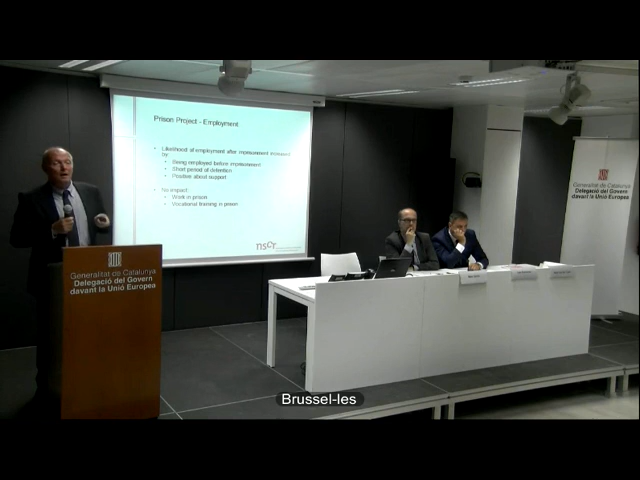 Prison Project - Employment
Likelihood of employment after imprisonment increased
by:
Being employed before imprisonment
Short period of detention
Positive about support
No impact:
Work in prison
Vocational training in prison
nscr
Generalitat de Catalunya
Delegació del Govern
davant la Unió Europea
Generalitat de Catalunya
Delegació del Govern
davant la Unió Europea
Brussel-les